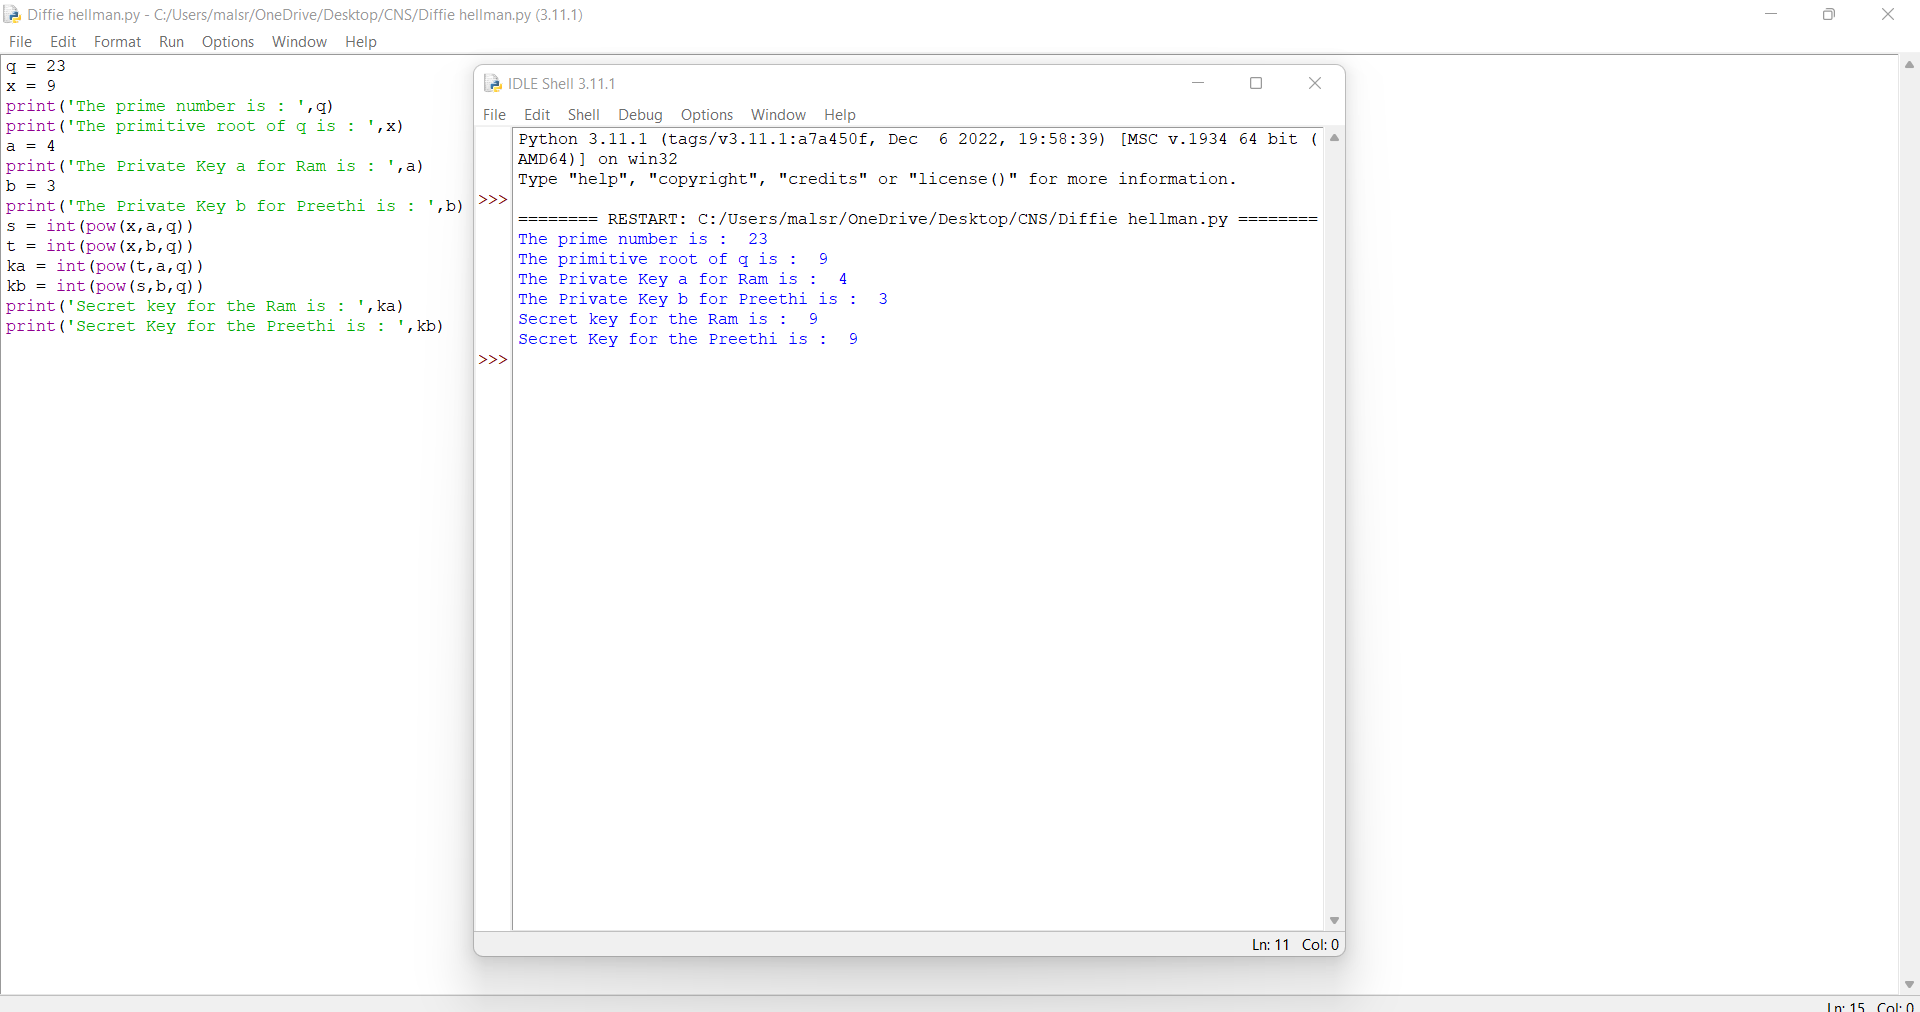 Diffie hellman.py - C:/Users/malsr/OneDrive/Desktop/CNS/Diffie hellman.py (3.11.1)
File Edit Format Run Options Window Help
q = 23
x = 9
print('The prime number is : ',q)
print('The primitive root of q is : ',x)
a = 4
print('The Private Key a for Ram is : ',a)
b = 3
print('The Private Key b for Preethi is : ',b)
s = int(pow(x,a,q))
t = int(pow(x,b,q))
ka = int(pow(t,a,q))
kb = int(pow(s,b,q))
print('Secret key for the Ram is : ',ka)
print('Secret Key for the Preethi is : ',kb)
IDLE Shell 3.11.1
File Edit Shell Debug Options Window Help
Python 3.11.1 (tags/v3.11.1:a7a450f, Dec  6 2022, 19:58:39) [MSC v.1934 64 bit (
AMD64)] on win32
Type "help", "copyright", "credits" or "license()" for more information.
>>>
======== RESTART: C:/Users/malsr/OneDrive/Desktop/CNS/Diffie hellman.py ========
The prime number is :  23
The primitive root of q is :  9
The Private Key a for Ram is :  4
The Private Key b for Preethi is :  3
Secret key for the Ram is :  9
Secret Key for the Preethi is :  9
>>>
Ln: 11 Col: 0
Ln: 15 Col: 0